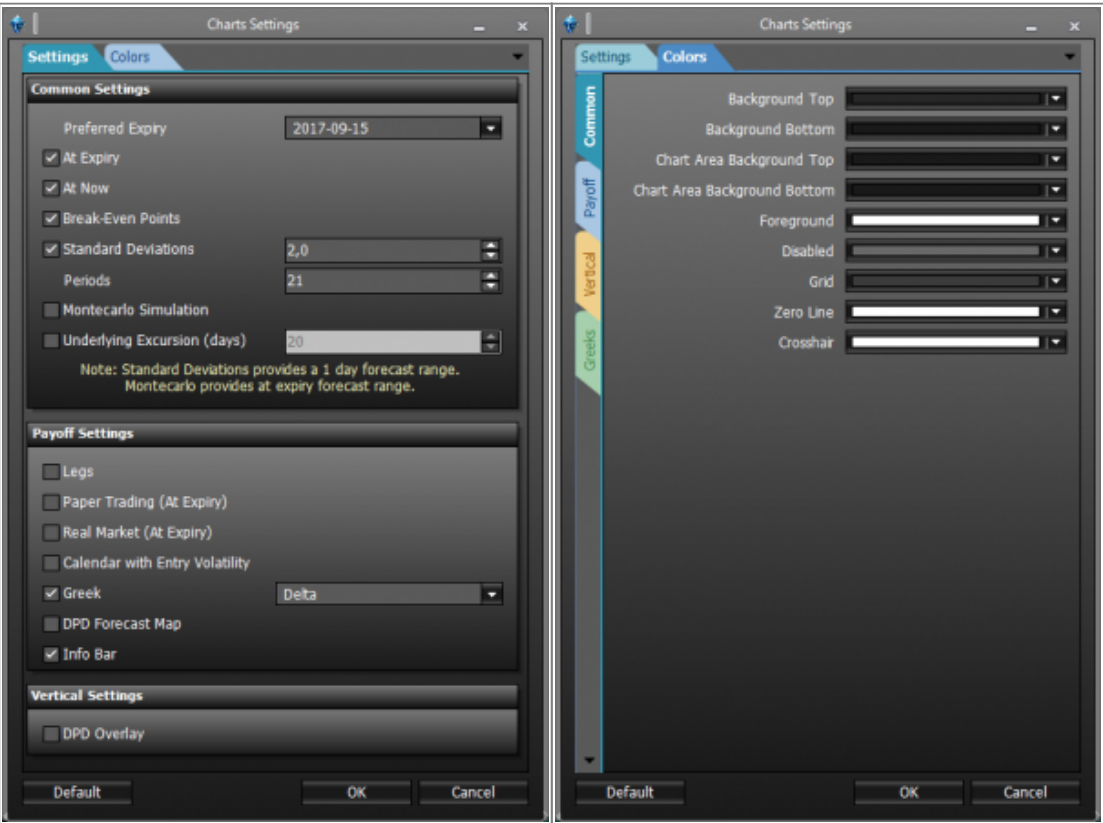 Charts Settings
Settings
Colors
Common Settings
Preferred Expiry
2017-09-15
At Expiry
At Now
Break-Even Points
Standard Deviations
2,0
Periods
21
Montecarlo Simulation
Underlying Excursion (days)
20
Note: Standard Deviations provides a 1 day forecast range.
Montecarlo provides at expiry forecast range.
Payoff Settings
Legs
Paper Trading (At Expiry)
Real Market (At Expiry)
Calendar with Entry Volatility
Greek
Delta
DPD Forecast Map
Info Bar
Vertical Settings
DPD Overlay
Default
OK
Cancel
Charts Settings
Settings
Colors
Common
Payoff
Vertical
Greeks
Background Top
Background Bottom
Chart Area Background Top
Chart Area Background Bottom
Foreground
Disabled
Grid
Zero Line
Crosshair
Default
OK
Cancel